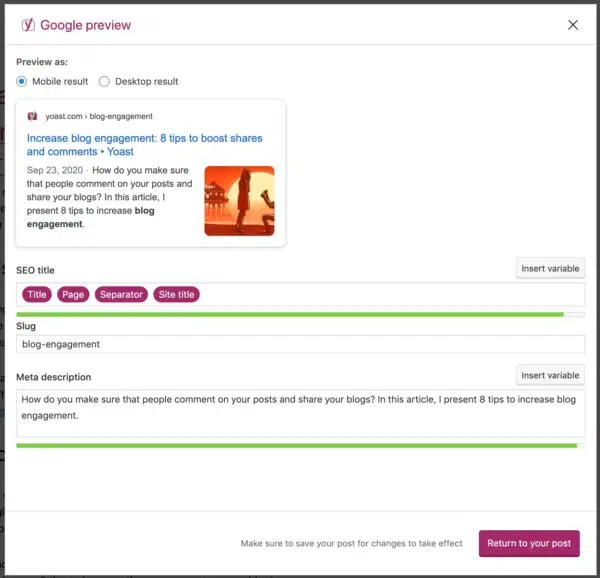 Google preview
Preview as:
Mobile result
Desktop result
yoast.com › blog-engagement
Increase blog engagement: 8 tips to boost shares
and comments • Yoast
Sep 23, 2020 · How do you make sure
that people comment on your posts and
share your blogs? In this article, I
present 8 tips to increase blog
engagement.
SEO title
Insert variable
Title Page Separator Site title
Slug
blog-engagement
Meta description
Insert variable
How do you make sure that people comment on your posts and share your blogs? In this article, I present 8 tips to increase blog
engagement.
Make sure to save your post for changes to take effect
Return to your post